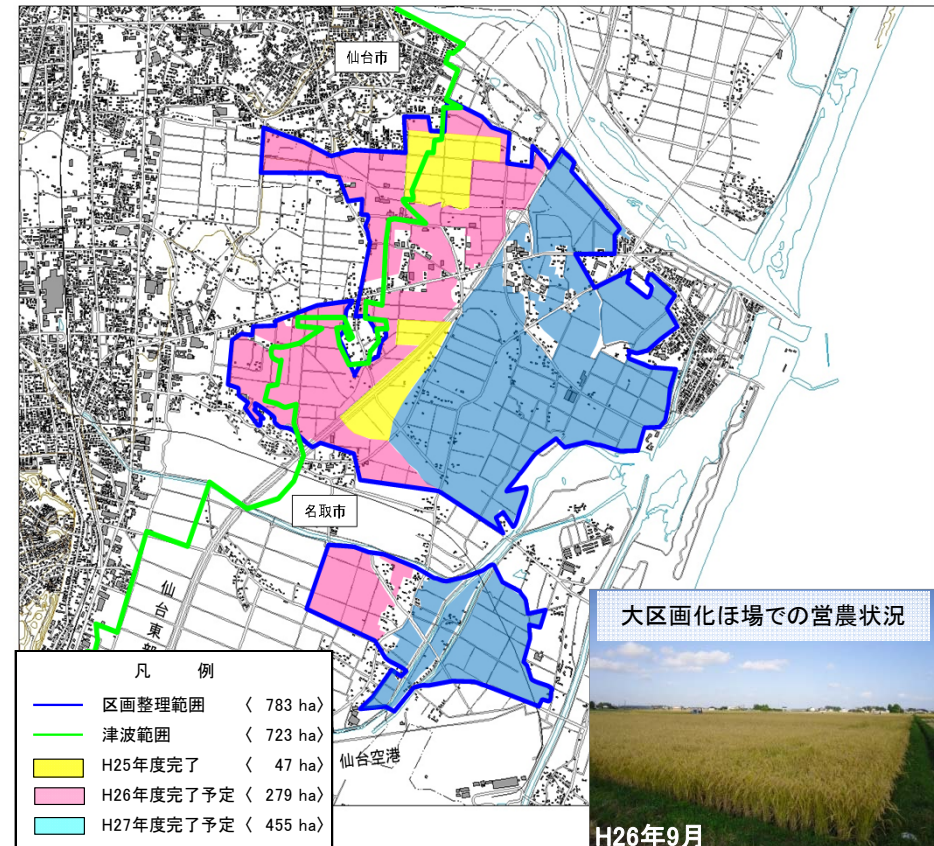 仙台市
名取市
仙台東部
仙台空港
凡 例
区画整理範囲 〈 783 ha〉
津波範囲 〈 723 ha〉
H25年度完了 〈 47 ha〉
H26年度完了予定 〈 279 ha〉
H27年度完了予定 〈 455 ha〉
大区画化ほ場での営農状況
H26年9月